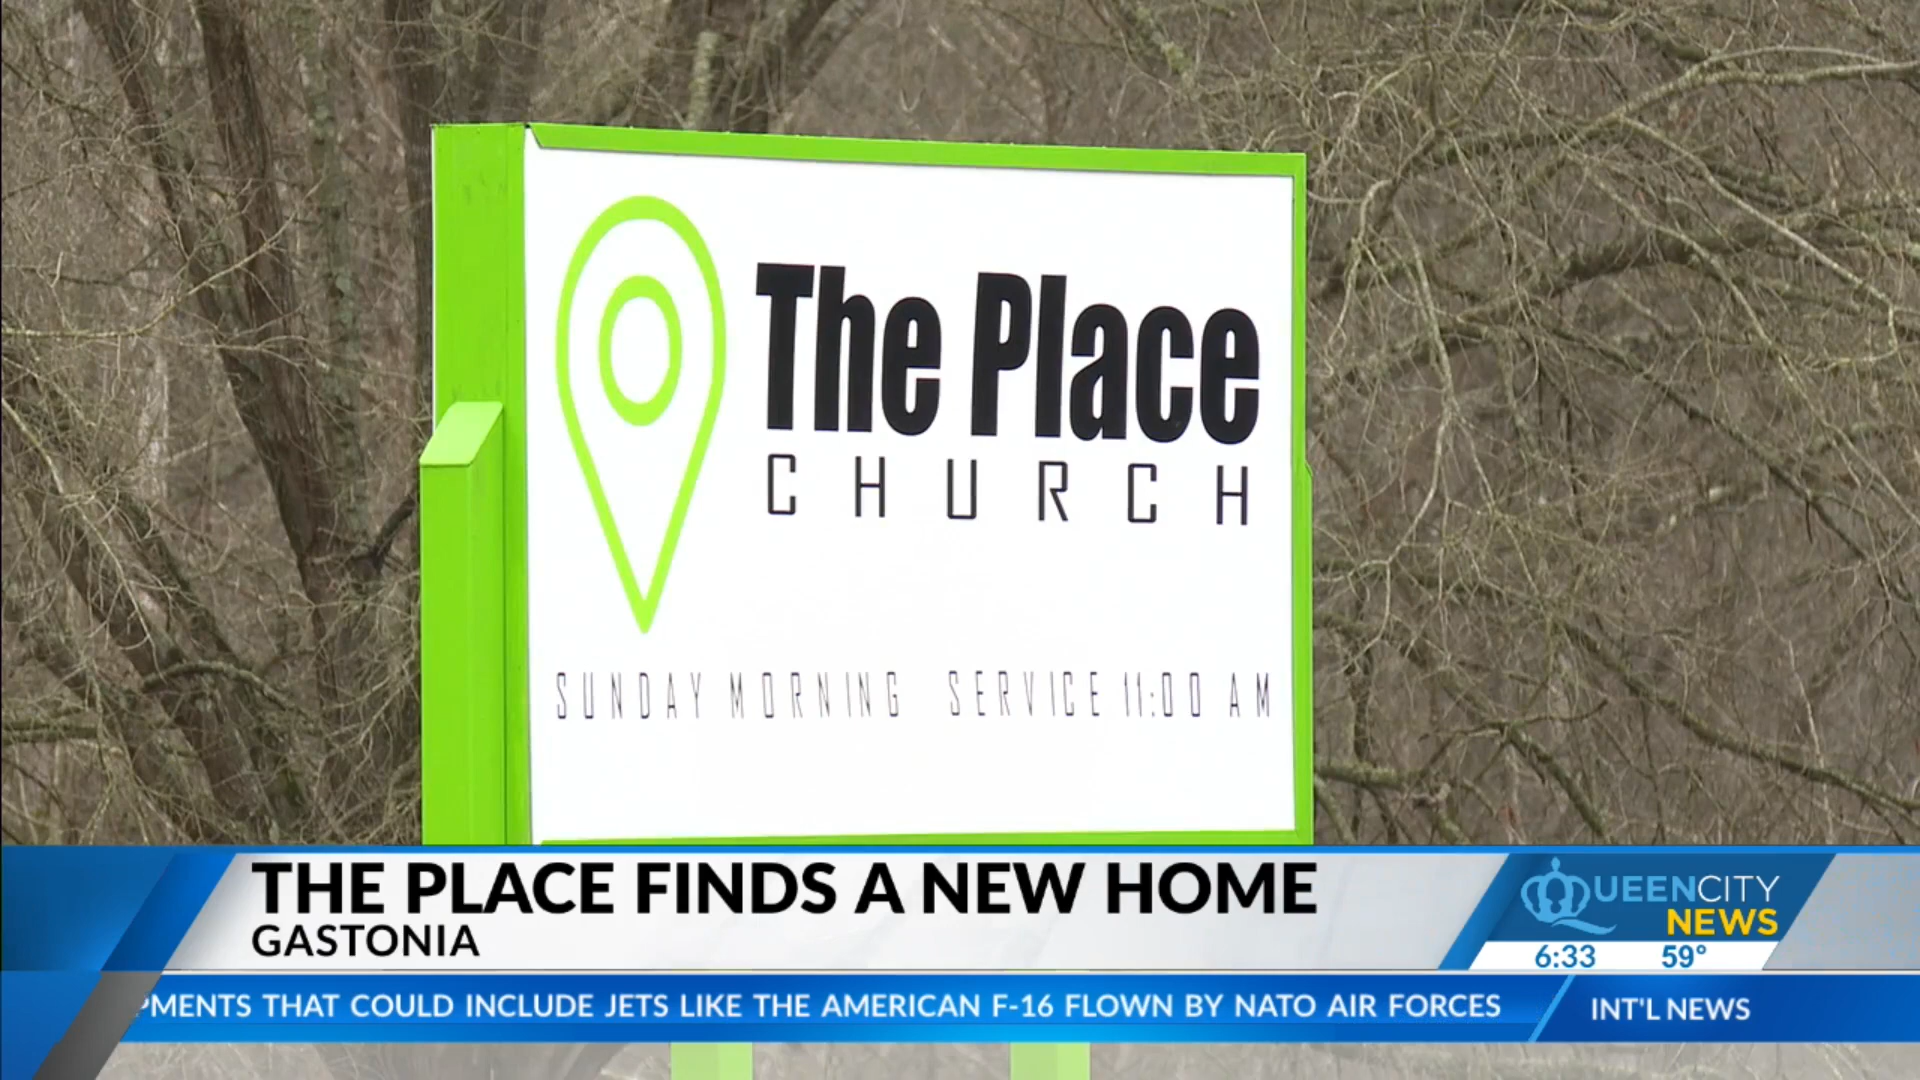 The Place
CHURCH
SUNDAY MORNING SERVICE 11:00 AM
THE PLACE FINDS A NEW HOME
GASTONIA
QUEENCITY
NEWS
6:33 59°
PMENTS THAT COULD INCLUDE JETS LIKE THE AMERICAN F-16 FLOWN BY NATO AIR FORCES
INT'L NEWS